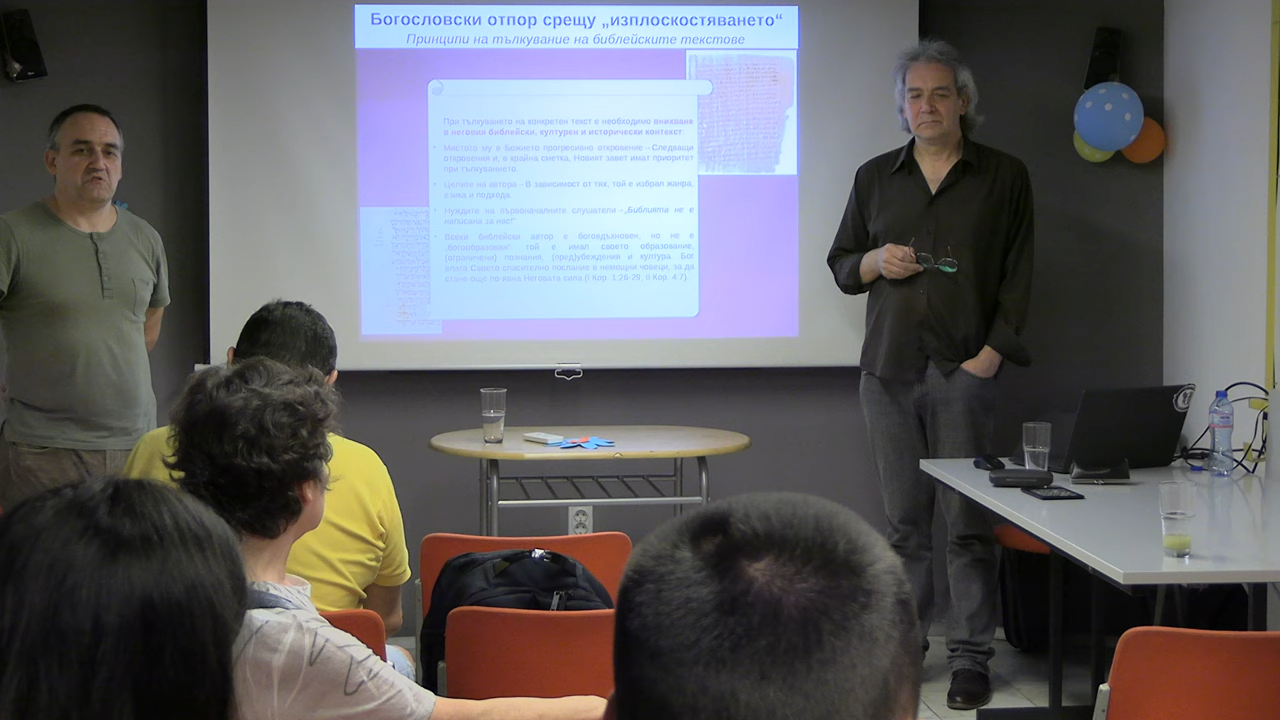 Богословски отпор срещу „изплоскостяването“
Принципи на тълкуване на библейските текстове
При тълкуването на конкретен текст е необходимо вникване
в неговия библейски, културен и исторически контекст:
Мястото му в Божието прогресивно откровение – Следващи
откровения и, в крайна сметка, Новият завет имат приоритет
при тълкуването.
Целите на автора – В зависимост от тях, той е избрал жанра,
езика и подхода.
Нуждите на първоначалните слушатели – „Библията не е
написана за нас!“
Всеки библейски автор е боговдъхновен, но не е
„богообразован“: той е имал своето образование,
(ограничени) познания, (пред)убеждения и култура. Бог
влага Своето спасително послание в немощни човеци, за да
стане още по-явна Неговата сила (I Кор. 1:26-29, II Кор. 4:7).